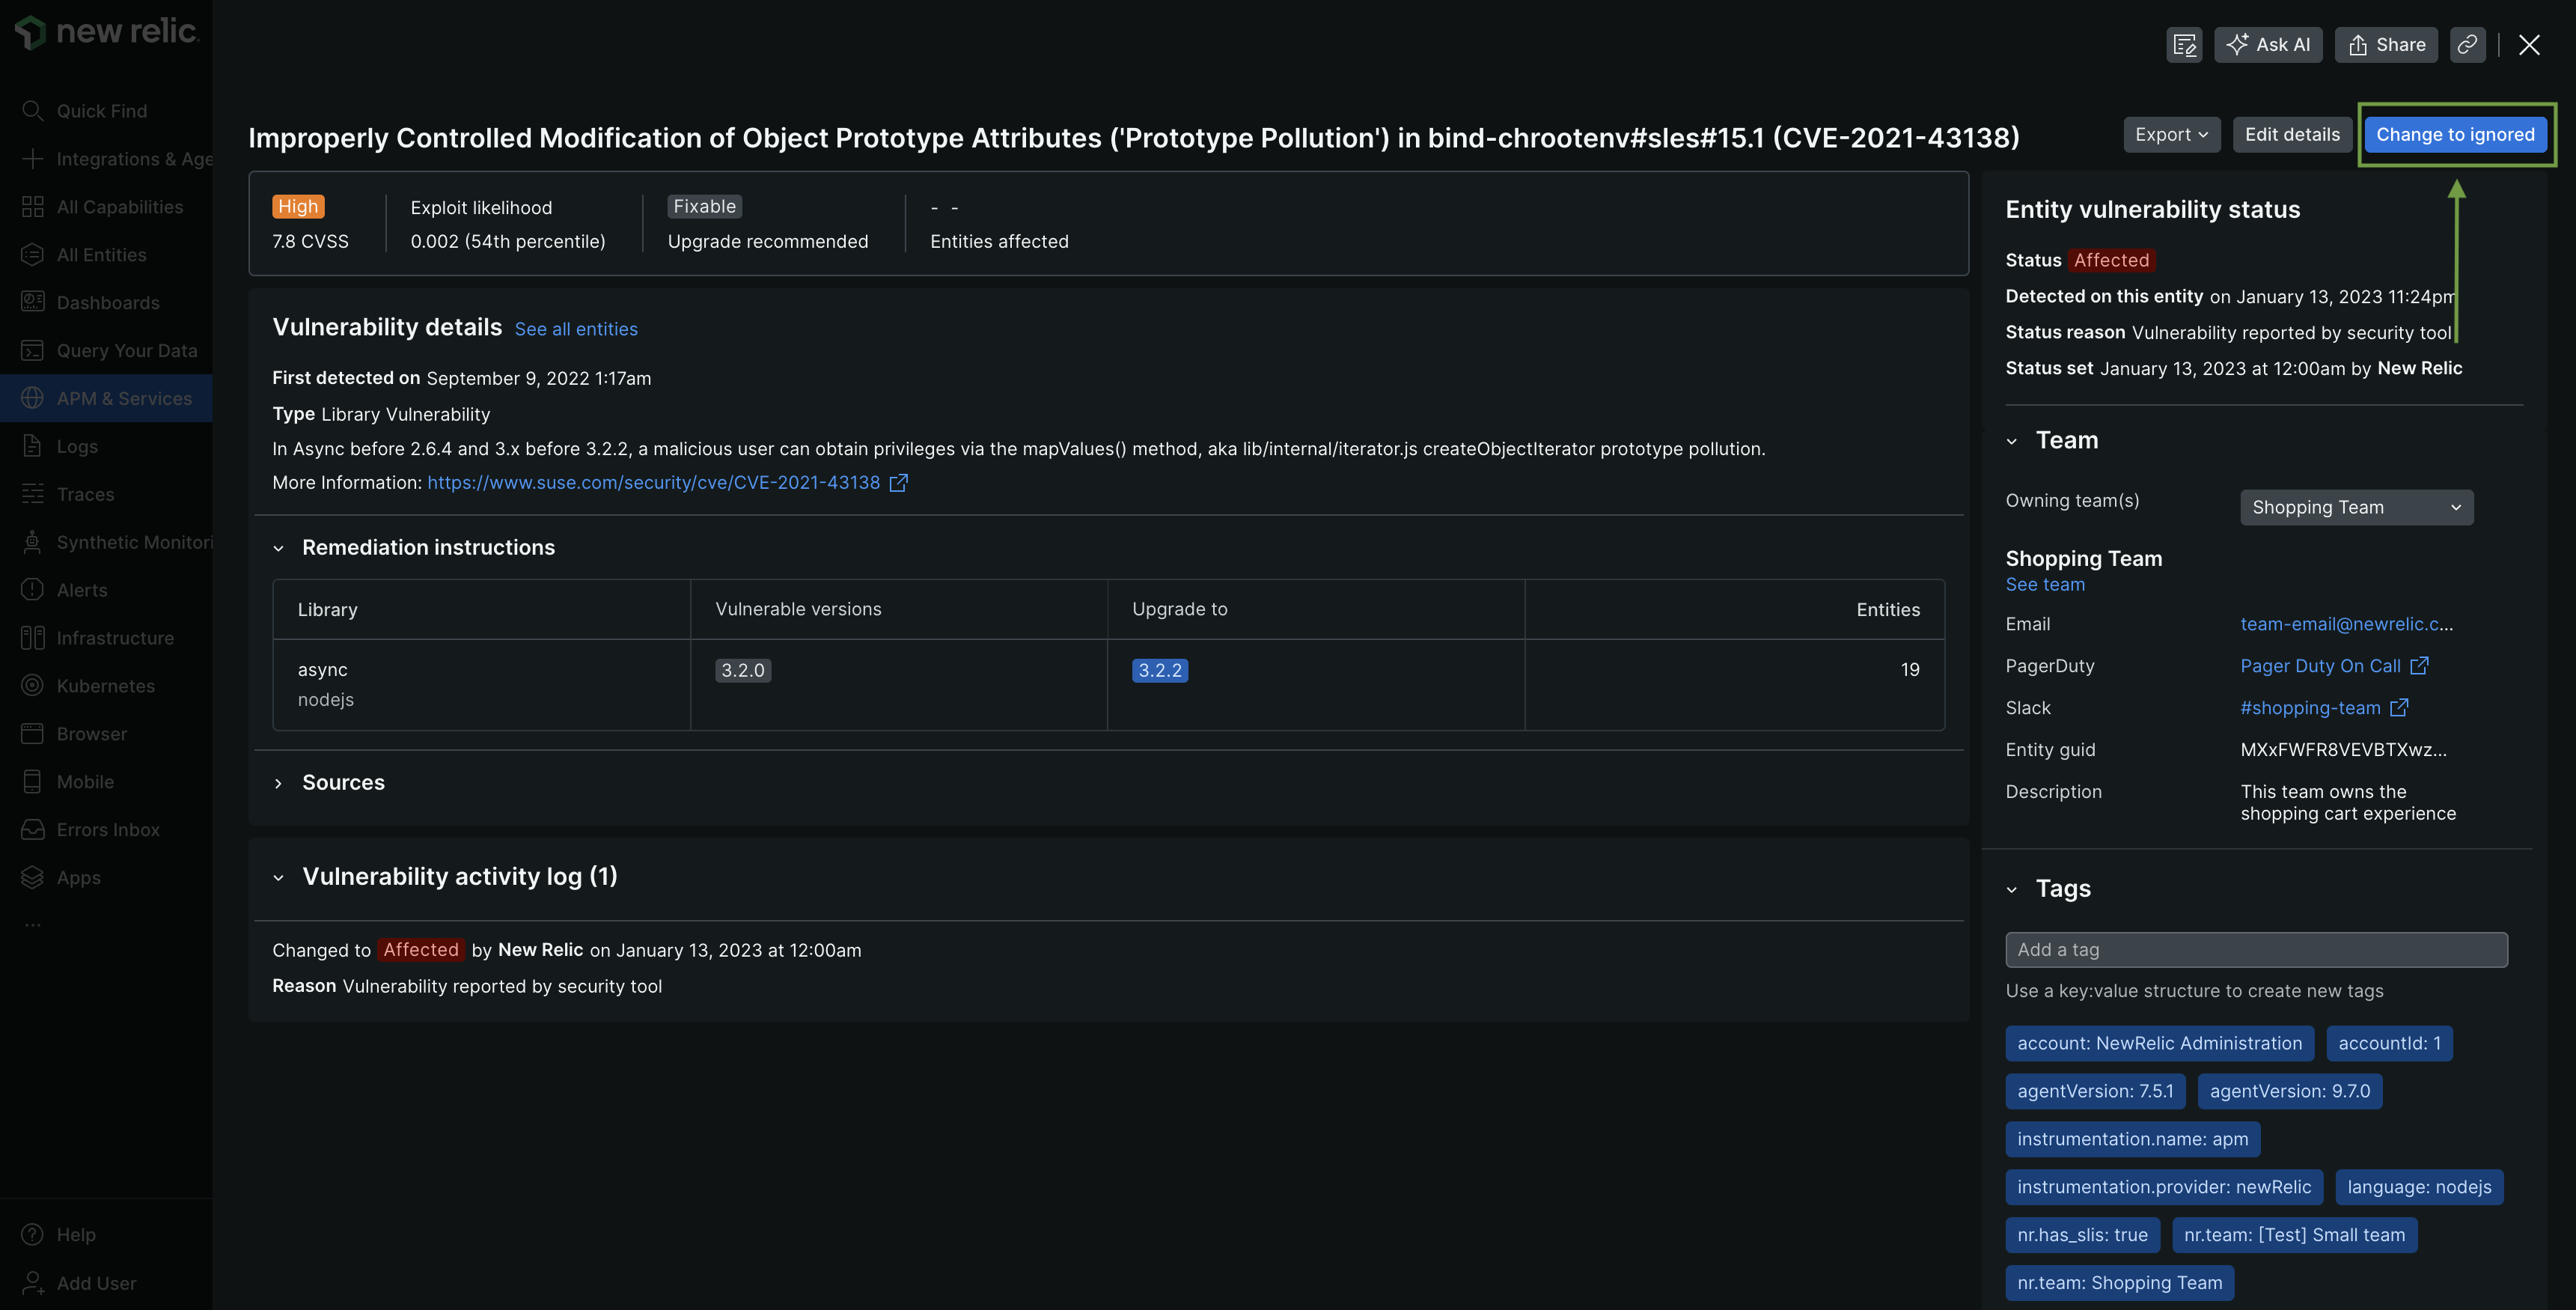 new relic
Quick Find
Integrations & Age
All Capabilities
All Entities
Dashboards
Query Your Data
APM & Services
Logs
Traces
Synthetic Monitori
Alerts
Infrastructure
Kubernetes
Browser
Mobile
Errors Inbox
Apps
...
Help
Add User
Ask AI
Share
Improperly Controlled Modification of Object Prototype Attributes ('Prototype Pollution') in bind-chrootenv#sles#15.1 (CVE-2021-43138)
Export
Edit details
Change to ignored
High
7.8 CVSS
Exploit likelihood
0.002 (54th percentile)
Fixable
Upgrade recommended
- -
Entities affected
Vulnerability details See all entities
First detected on September 9, 2022 1:17am
Type Library Vulnerability
In Async before 2.6.4 and 3.x before 3.2.2, a malicious user can obtain privileges via the mapValues() method, aka lib/internal/iterator.js createObjectIterator prototype pollution.
More Information: https://www.suse.com/security/cve/CVE-2021-43138
Remediation instructions
Library Vulnerable versions Upgrade to Entities
async 3.2.0 3.2.2 19
nodejs
Sources
Vulnerability activity log (1)
Changed to Affected by New Relic on January 13, 2023 at 12:00am
Reason Vulnerability reported by security tool
Entity vulnerability status
Status Affected
Detected on this entity on January 13, 2023 11:24pm
Status reason Vulnerability reported by security tool
Status set January 13, 2023 at 12:00am by New Relic
Team
Owning team(s) Shopping Team
Shopping Team
See team
Email team-email@newrelic.c...
PagerDuty Pager Duty On Call
Slack #shopping-team
Entity guid MXxFWFR8VEVBTXwz...
Description This team owns the
shopping cart experience
Tags
Add a tag
Use a key:value structure to create new tags
account: NewRelic Administration accountId: 1
agentVersion: 7.5.1 agentVersion: 9.7.0
instrumentation.name: apm
instrumentation.provider: newRelic language: nodejs
nr.has_slis: true nr.team: [Test] Small team
nr.team: Shopping Team